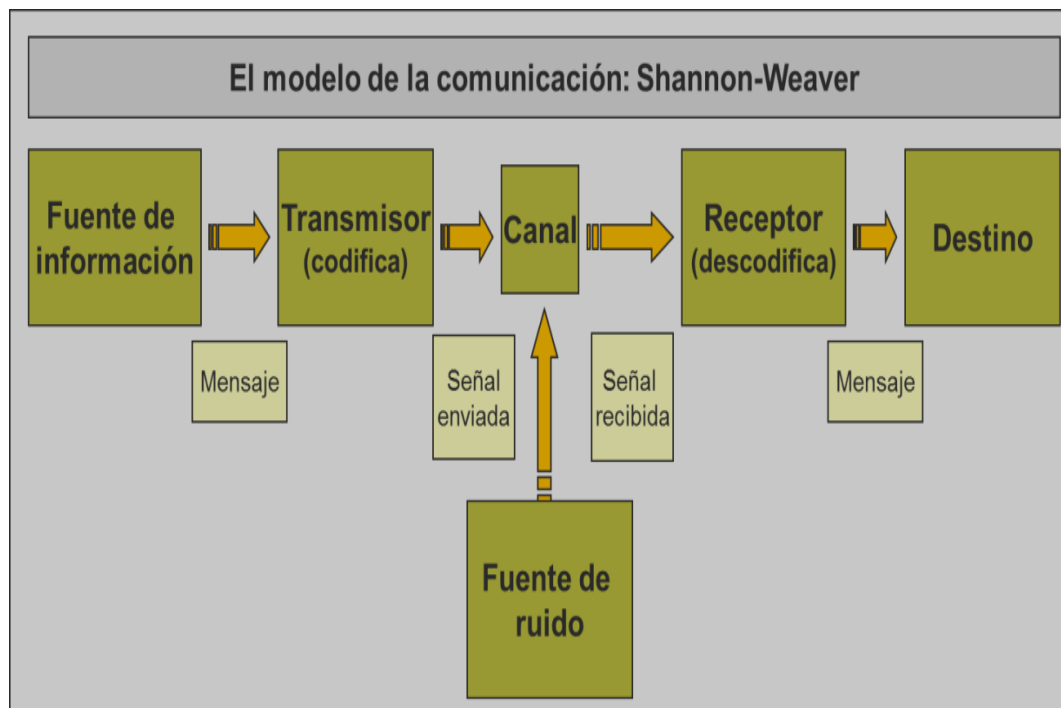 El modelo de la comunicación: Shannon-Weaver
Fuente de
información
Transmisor
(codifica)
Canal
Receptor
(descodifica)
Destino
Mensaje
Señal
enviada
Señal
recibida
Mensaje
Fuente de
ruido